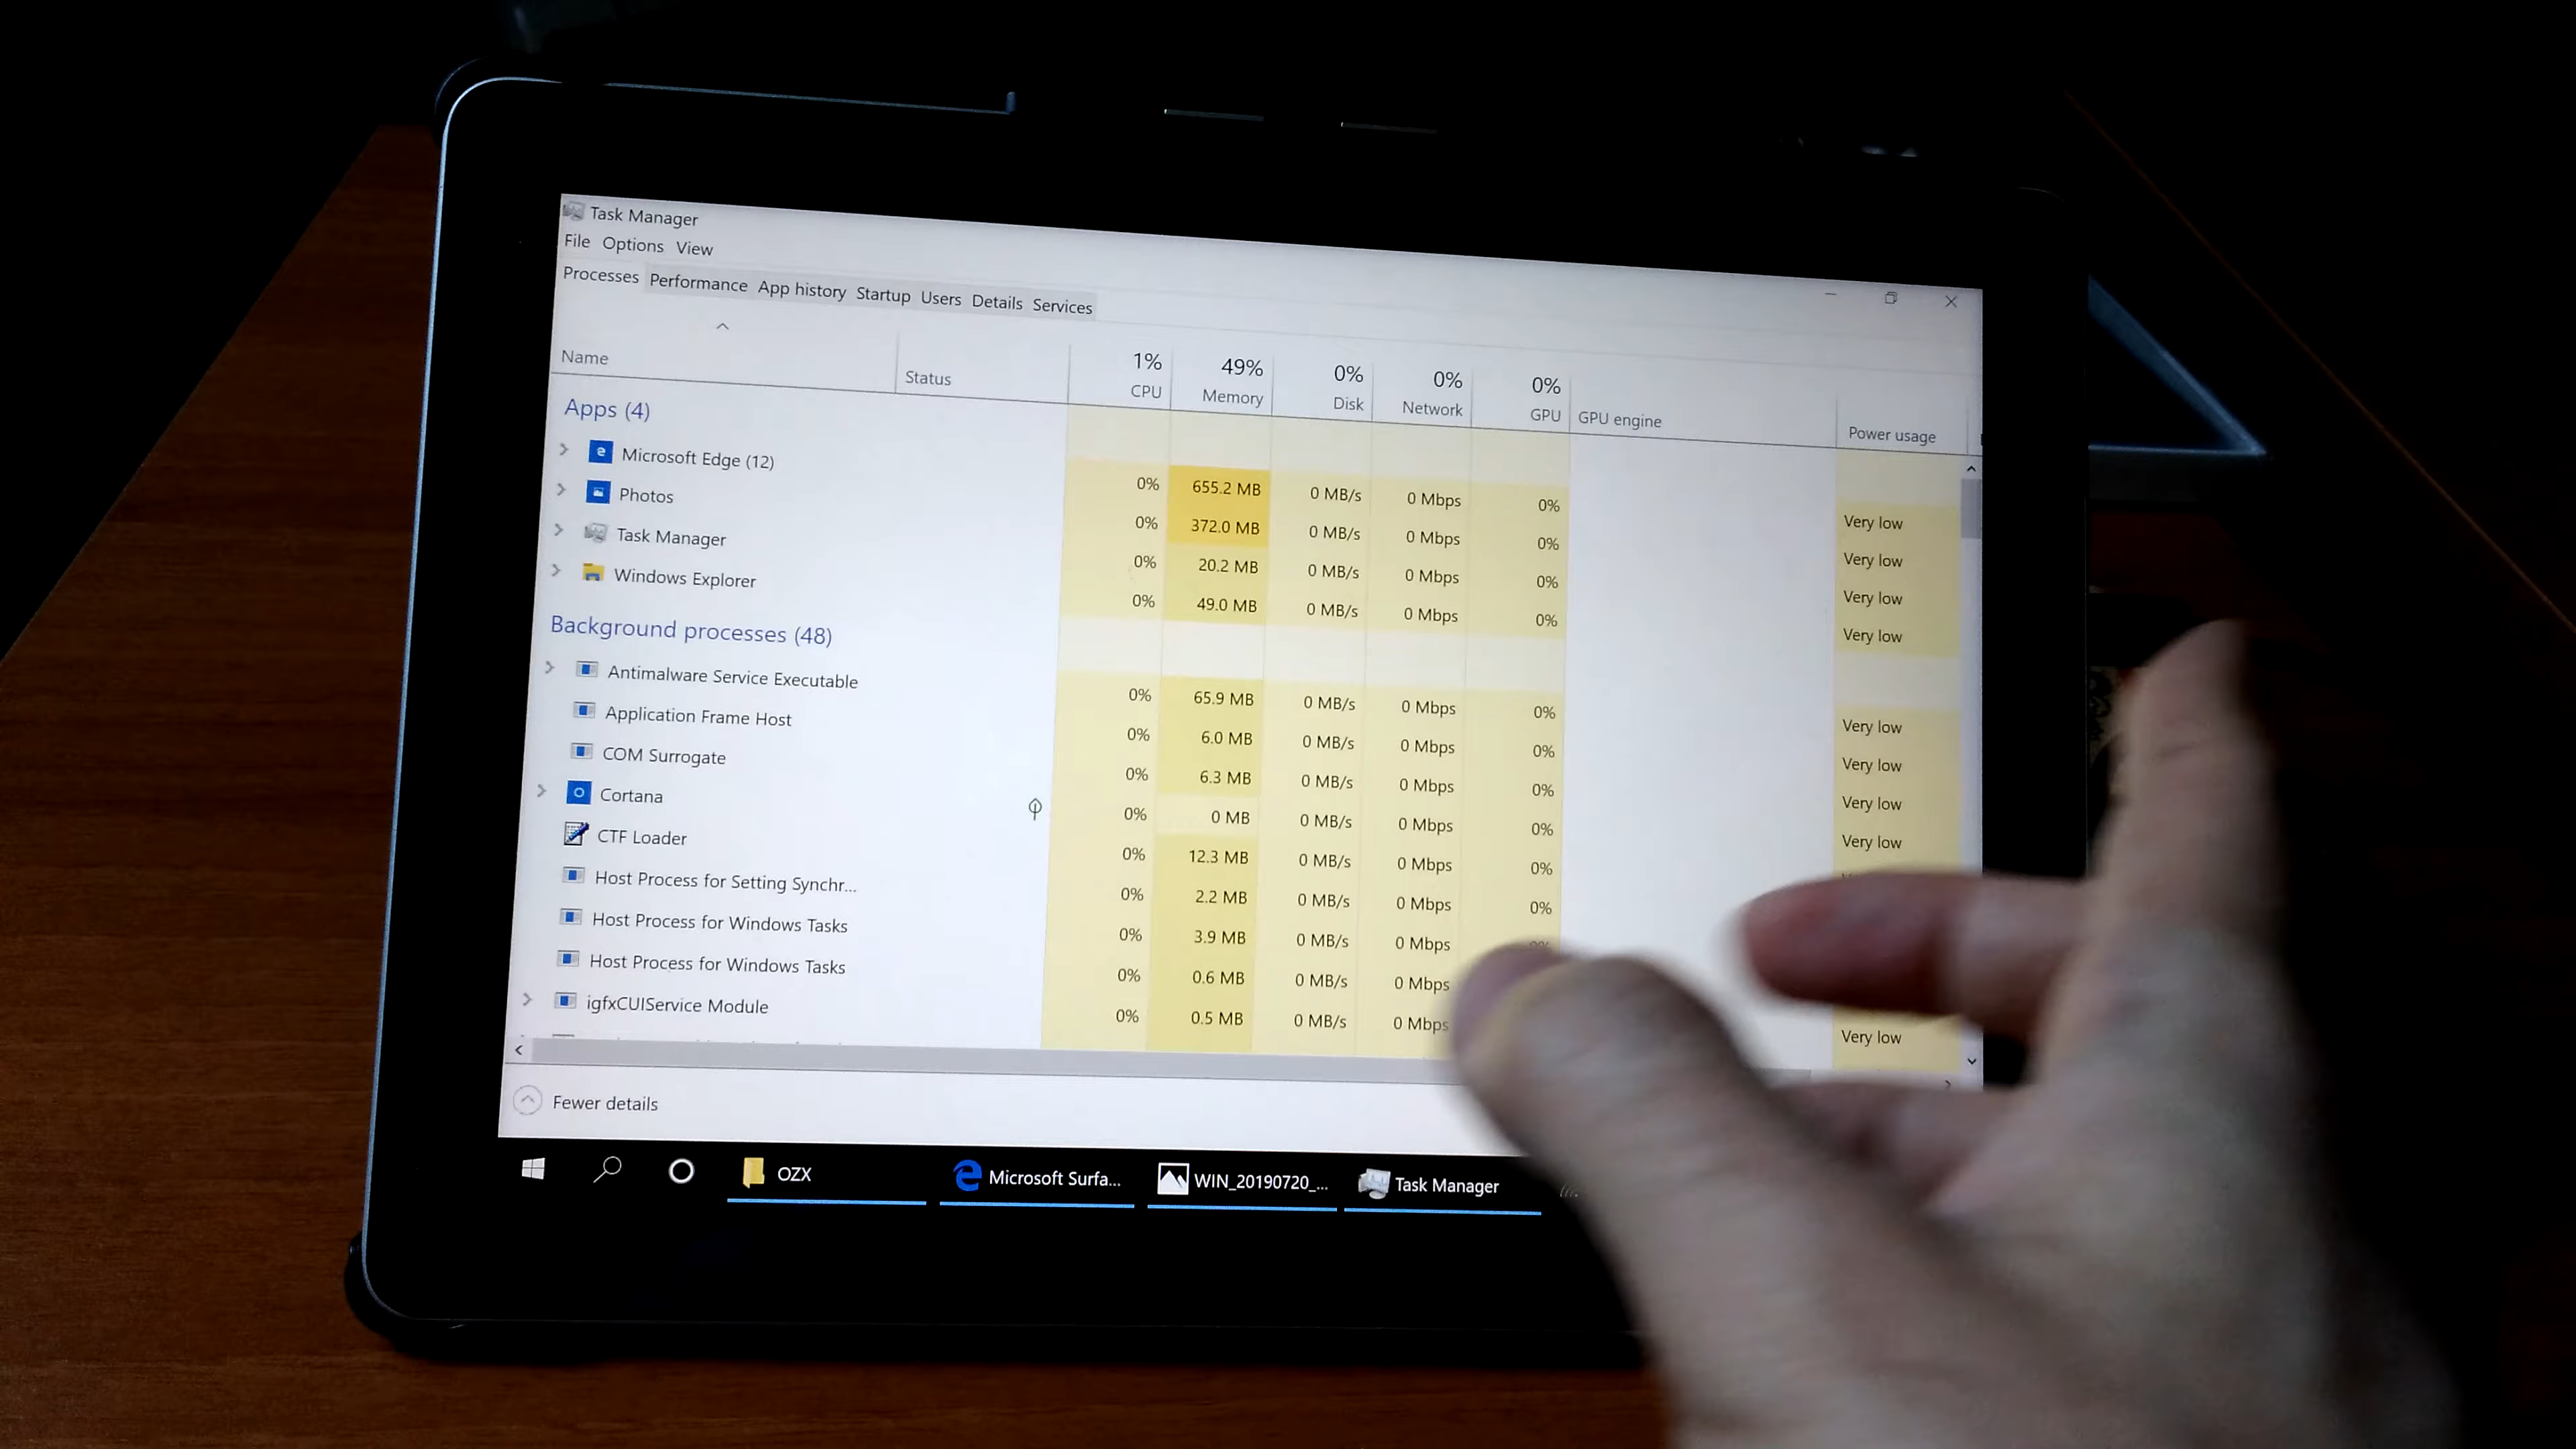 Task Manager
File Options View
Processes Performance App history Startup Users Details Services
1% 49% 0% 0% 0%
Name Status CPU Memory Disk Network GPU GPU engine Power usage
Apps (4)
Microsoft Edge (12) 0% 655.2 MB 0 MB/s 0 Mbps 0% Very low
Photos 0% 372.0 MB 0 MB/s 0 Mbps 0% Very low
Task Manager 0% 20.2 MB 0 MB/s 0 Mbps 0% Very low
Windows Explorer 0% 49.0 MB 0 MB/s 0 Mbps 0% Very low
Background processes (48)
Antimalware Service Executable 0% 65.9 MB 0 MB/s 0 Mbps 0% Very low
Application Frame Host 0% 6.0 MB 0 MB/s 0 Mbps 0% Very low
COM Surrogate 0% 6.3 MB 0 MB/s 0 Mbps 0% Very low
Cortana 0% 0 MB 0 MB/s 0 Mbps 0% Very low
CTF Loader 0% 12.3 MB 0 MB/s 0 Mbps 0%
Host Process for Setting Synchr... 0% 2.2 MB 0 MB/s 0 Mbps 0%
Host Process for Windows Tasks 0% 3.9 MB 0 MB/s 0 Mbps
Host Process for Windows Tasks 0% 0.6 MB 0 MB/s 0 Mbps
igfxCUIService Module 0% 0.5 MB 0 MB/s 0 Mbps Very low
Fewer details
OZX Microsoft Surfa... WIN_20190720_... Task Manager